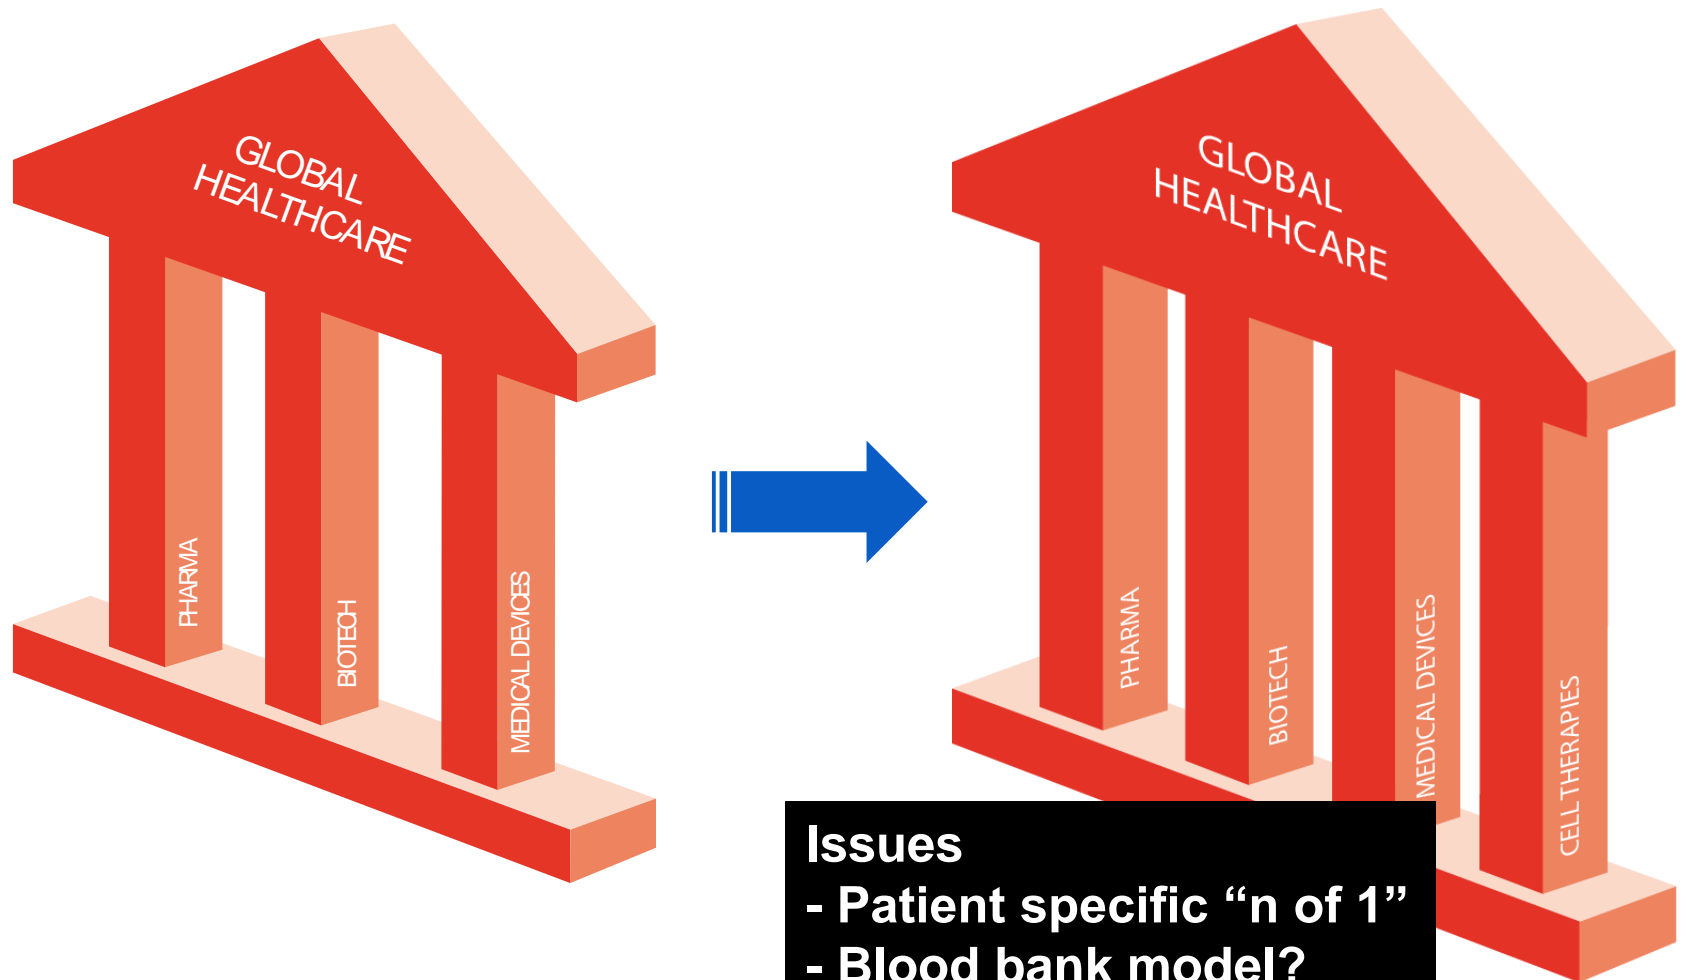 GLOBAL
HEALTHCARE
PHARMA
BIOTECH
MEDICAL DEVICES
GLOBAL
HEALTHCARE
PHARMA
BIOTECH
MEDICAL DEVICES
CELL THERAPIES
Issues
- Patient specific “n of 1”
- Blood bank model?